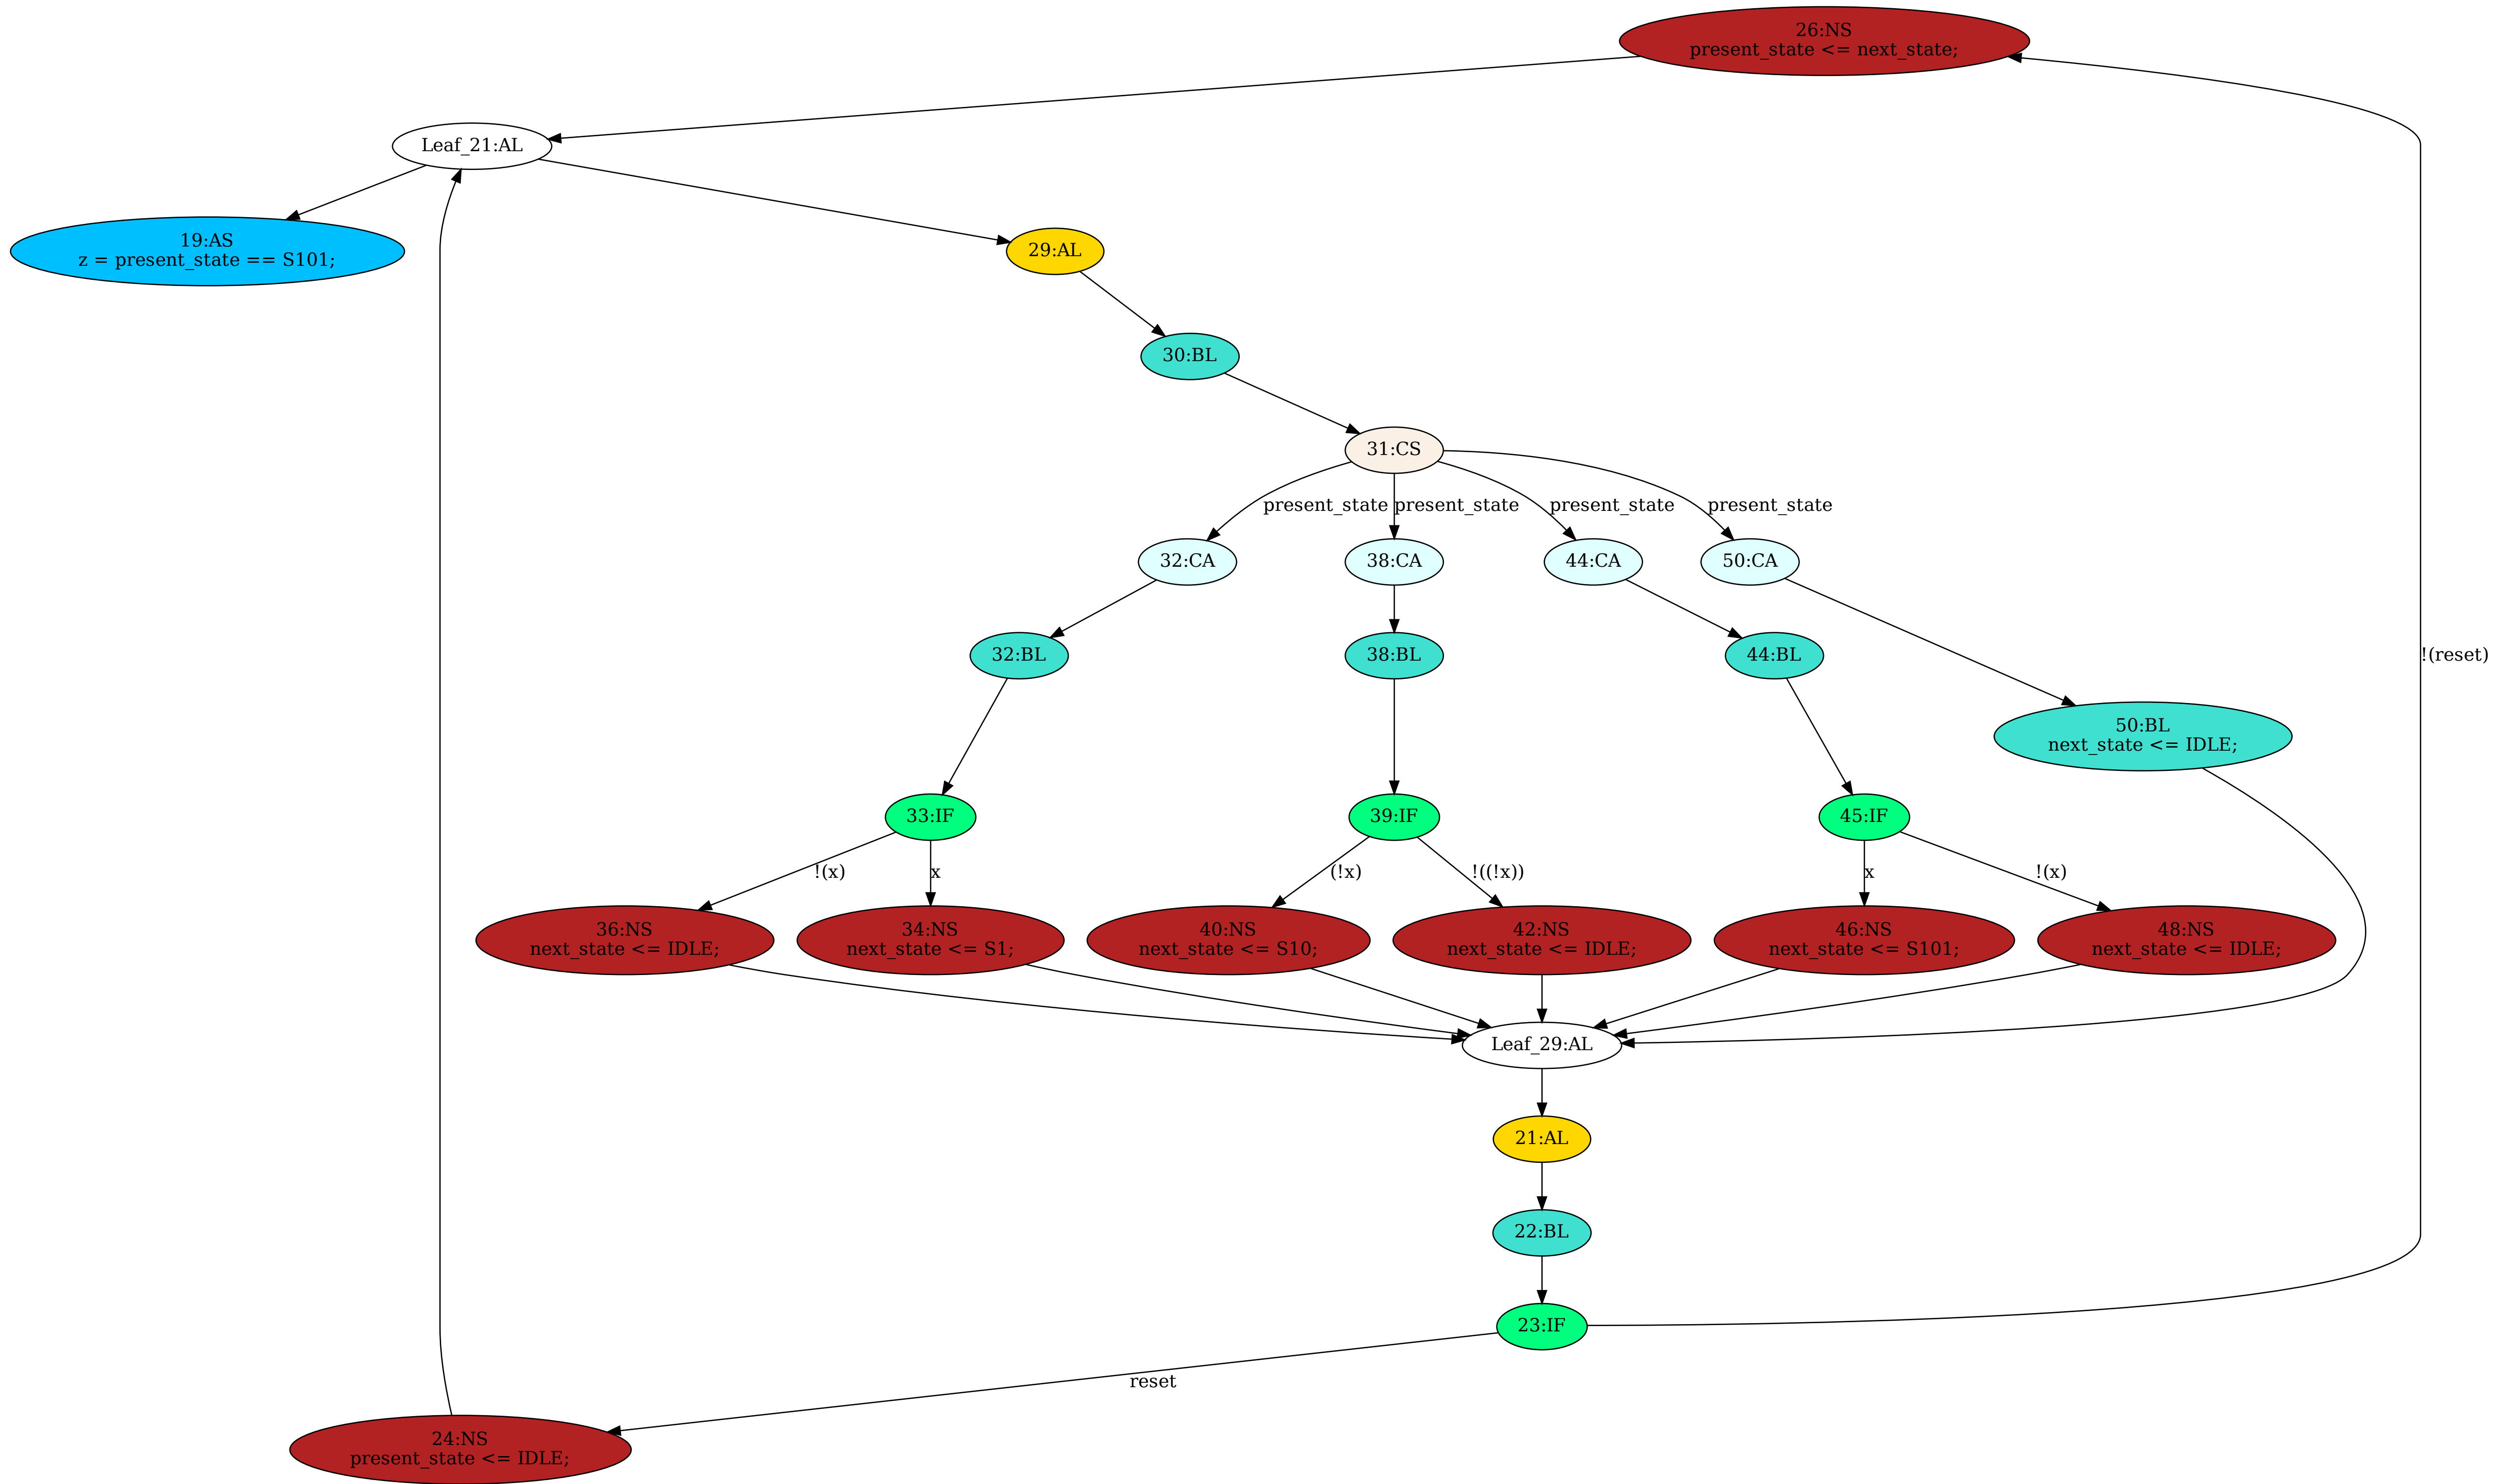 26:NS
present_state <= next_state;
Leaf_21:AL
19:AS
z = present_state == S101;
29:AL
30:BL
31:CS
present_state
present_state
present_state
present_state
32:CA
38:CA
44:CA
50:CA
32:BL
38:BL
44:BL
!(reset)
50:BL
next_state <= IDLE;
33:IF
39:IF
45:IF
!(x)
x
(!x)
!((!x))
x
!(x)
36:NS
next_state <= IDLE;
34:NS
next_state <= S1;
40:NS
next_state <= S10;
42:NS
next_state <= IDLE;
46:NS
next_state <= S101;
48:NS
next_state <= IDLE;
Leaf_29:AL
21:AL
22:BL
23:IF
reset
24:NS
present_state <= IDLE;